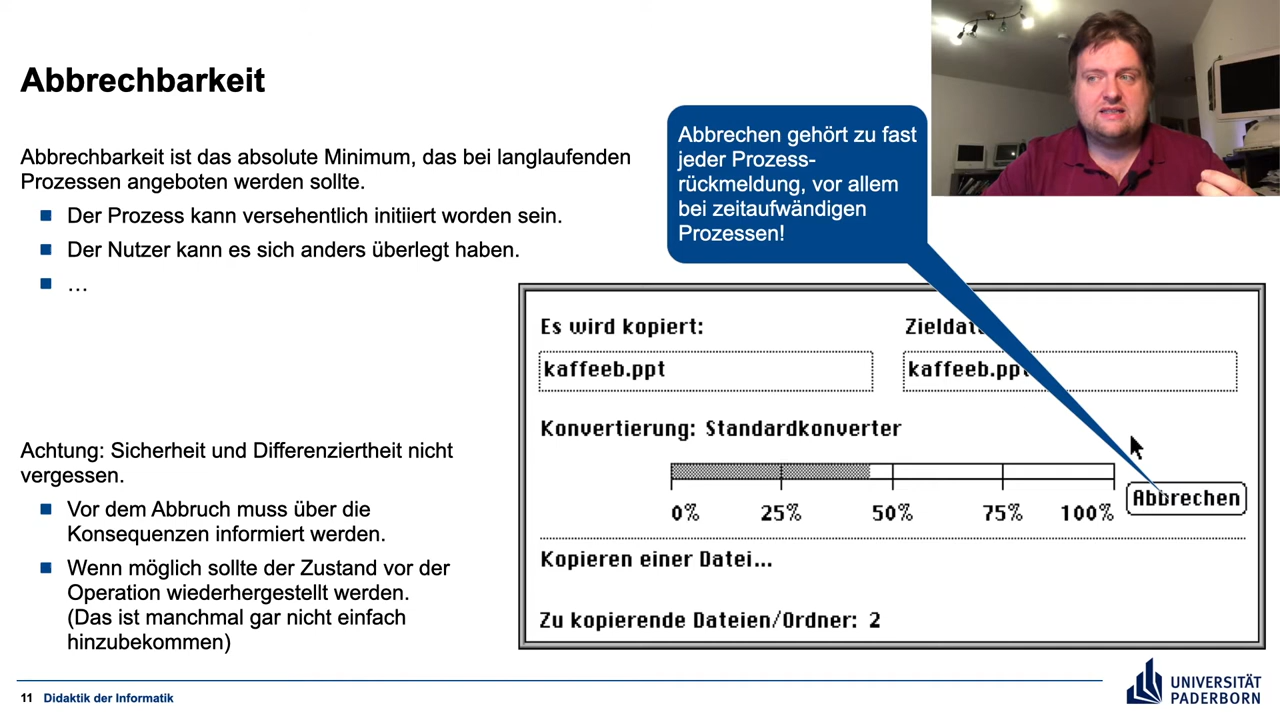 Abbrechbarkeit
Abbrechbarkeit ist das absolute Minimum, das bei langlaufenden
Prozessen angeboten werden sollte.
Der Prozess kann versehentlich initiiert worden sein.
Der Nutzer kann es sich anders überlegt haben.
…
Achtung: Sicherheit und Differenziertheit nicht
vergessen.
Vor dem Abbruch muss über die
Konsequenzen informiert werden.
Wenn möglich sollte der Zustand vor der
Operation wiederhergestellt werden.
(Das ist manchmal gar nicht einfach
hinzubekommen)
Abbrechen gehört zu fast
jeder Prozess-
rückmeldung, vor allem
bei zeitaufwändigen
Prozessen!
Es wird kopiert:
kaffeeb.ppt
kaffeeb.ppt
Konvertierung: Standardkonverter
0% 25% 50% 75% 100%
Abbrechen
Kopieren einer Datei...
Zu kopierende Dateien/Ordner: 2
11 Didaktik der Informatik
UNIVERSITÄT
PADERBORN